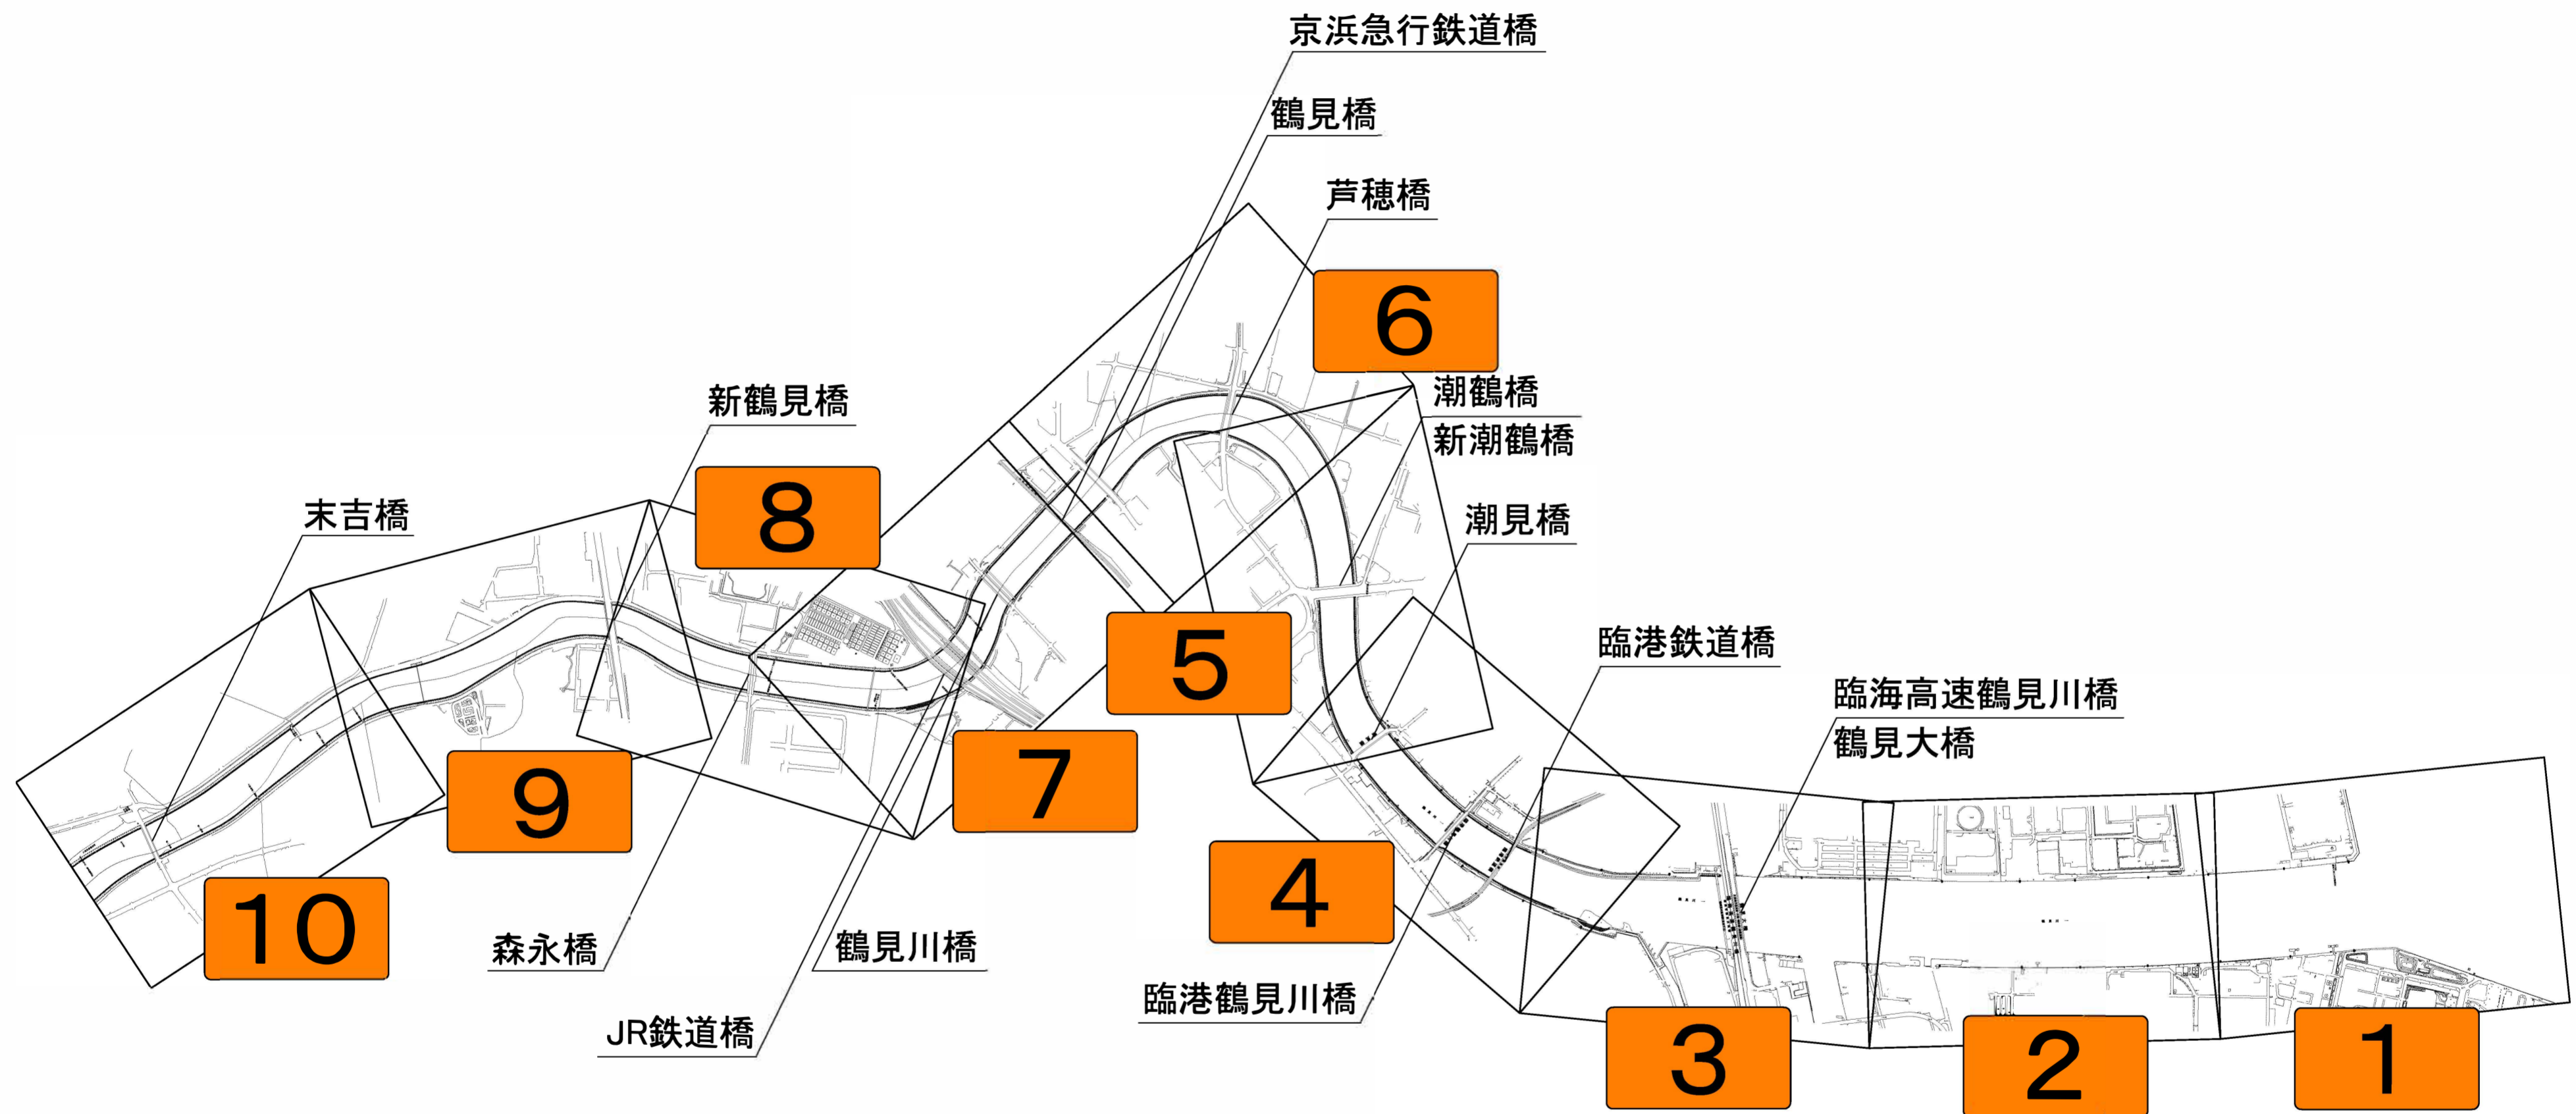 京浜急行鉄道橋
鶴見橋
芦穂橋
6
潮鶴橋
新潮鶴橋
新鶴見橋
8
末吉橋
潮見橋
5
臨港鉄道橋
臨海高速鶴見川橋
鶴見大橋
7
9
4
10
森永橋
鶴見川橋
臨港鶴見川橋
JR鉄道橋
3
2
1